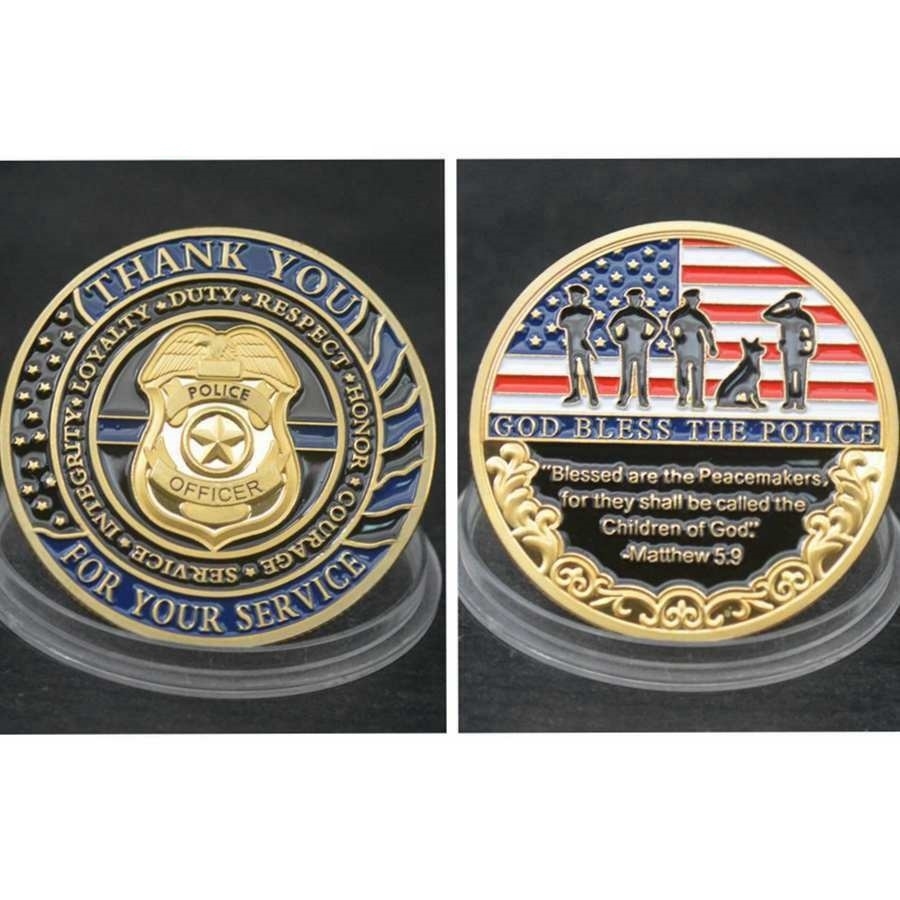 THANK YOU
INTEGRITY ★ LOYALTY ★ DUTY ★ RESPECT ★ HONOR ★ COURAGE ★ SERVICE ★
POLICE
OFFICER
FOR YOUR SERVICE
GOD BLESS THE POLICE
"Blessed are the Peacemakers,
for they shall be called the
Children of God."
-Matthew 5:9